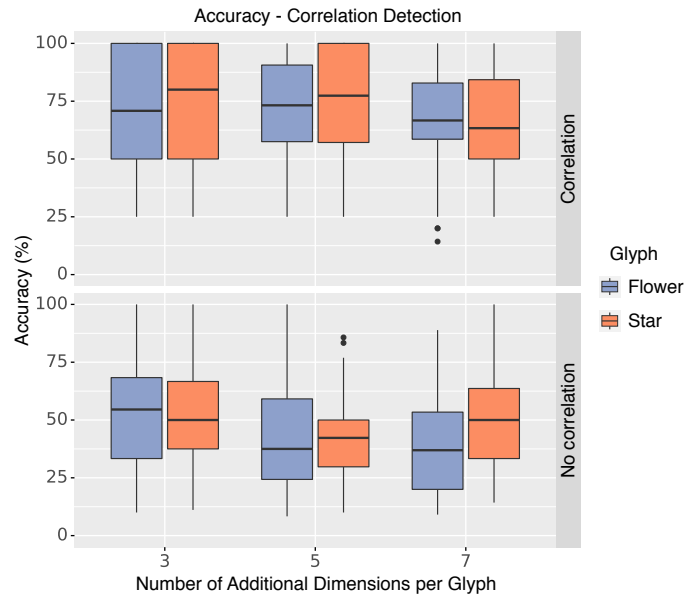 Accuracy - Correlation Detection
100
75
50
25
0
Correlation
Accuracy (%)
100
75
50
25
0
No correlation
3
5
7
Number of Additional Dimensions per Glyph
Glyph
Flower
Star